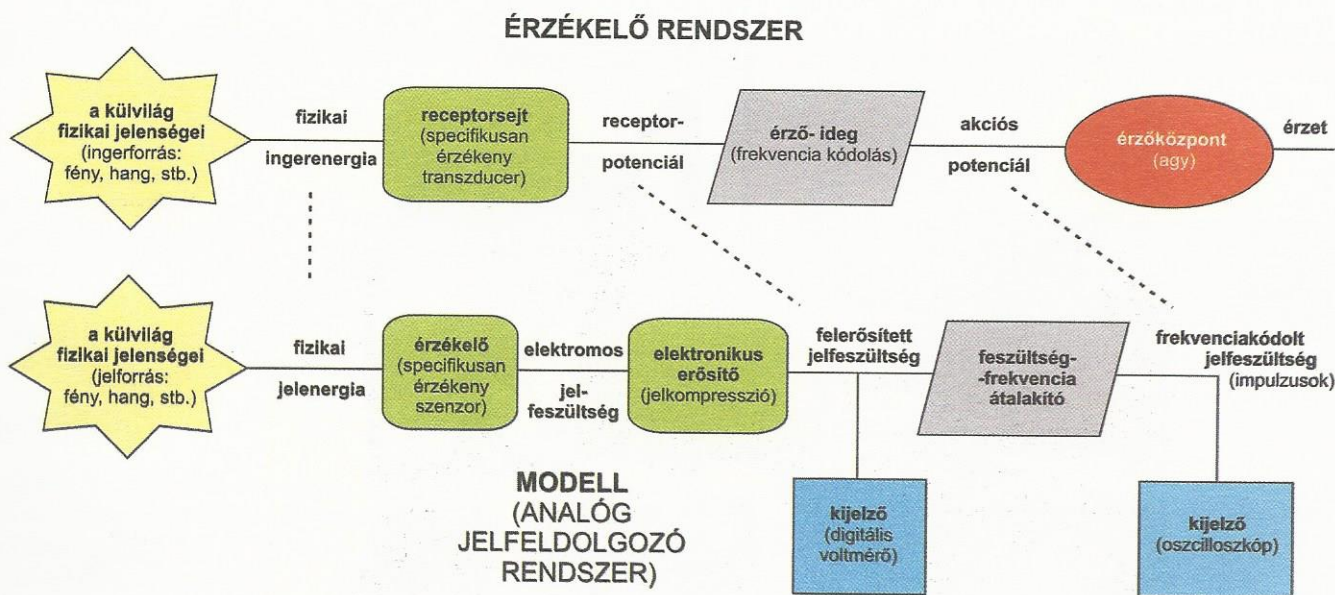 ÉRZÉKELŐ RENDSZER
a külvilág
fizikai jelenségei
(ingerforrás:
fény, hang, stb.)
fizikai
ingerenergia
receptorsejt
(specifikusan
érzékeny
transzducer)
receptor-
potenciál
érző- ideg
(frekvencia kódolás)
akciós
potenciál
érzőközpont
(agy)
érzet
a külvilág
fizikai jelenségei
(jelforrás:
fény, hang, stb.)
fizikai
jelenergia
érzékelő
(specifikusan
érzékeny
szenzor)
elektromos
jel-
feszültség
elektronikus
erősítő
(jelkompresszió)
felerősített
jelfeszültség
feszültség-
-frekvencia
átalakító
frekvenciakódolt
jelfeszültség
(impulzusok)
kijelző
(digitális
voltmérő)
kijelző
(oszcilloszkóp)
MODELL
(ANALÓG
JELFELDOLGOZÓ
RENDSZER)